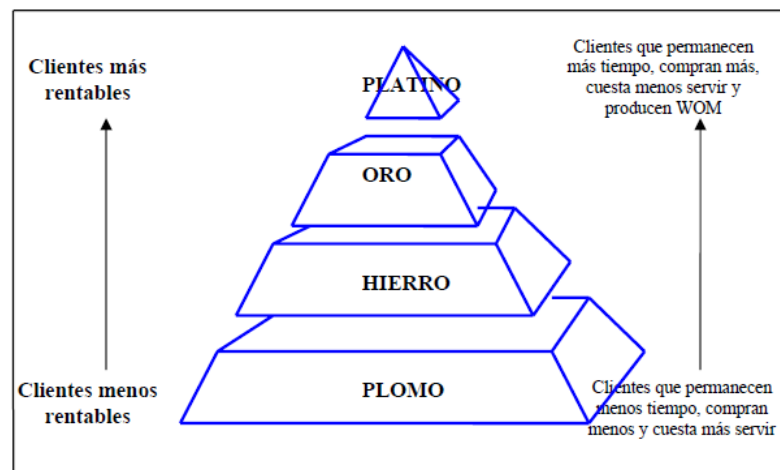 Clientes más
rentables
PLATINO
Clientes que permanecen
más tiempo, compran más,
cuesta menos servir y
producen WOM
ORO
HIERRO
Clientes menos
rentables
PLOMO
Clientes que permanecen
menos tiempo, compran
menos y cuesta más servir